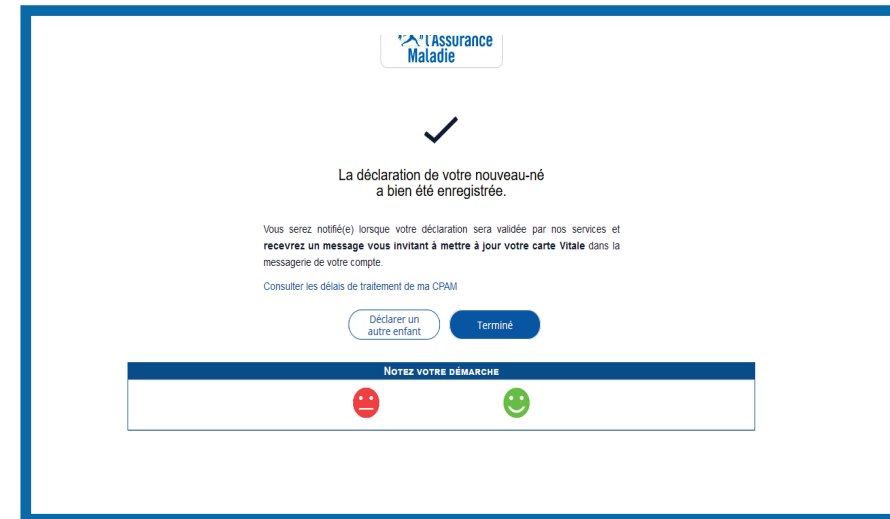 l'Assurance
Maladie
La déclaration de votre nouveau-né
a bien été enregistrée.
Vous serez notifié(e) lorsque votre déclaration sera validée par nos services et
recevrez un message vous invitant à mettre à jour votre carte Vitale dans la
messagerie de votre compte.
Consulter les délais de traitement de ma CPAM
Déclarer un
autre enfant
Terminé
NOTEZ VOTRE DÉMARCHE